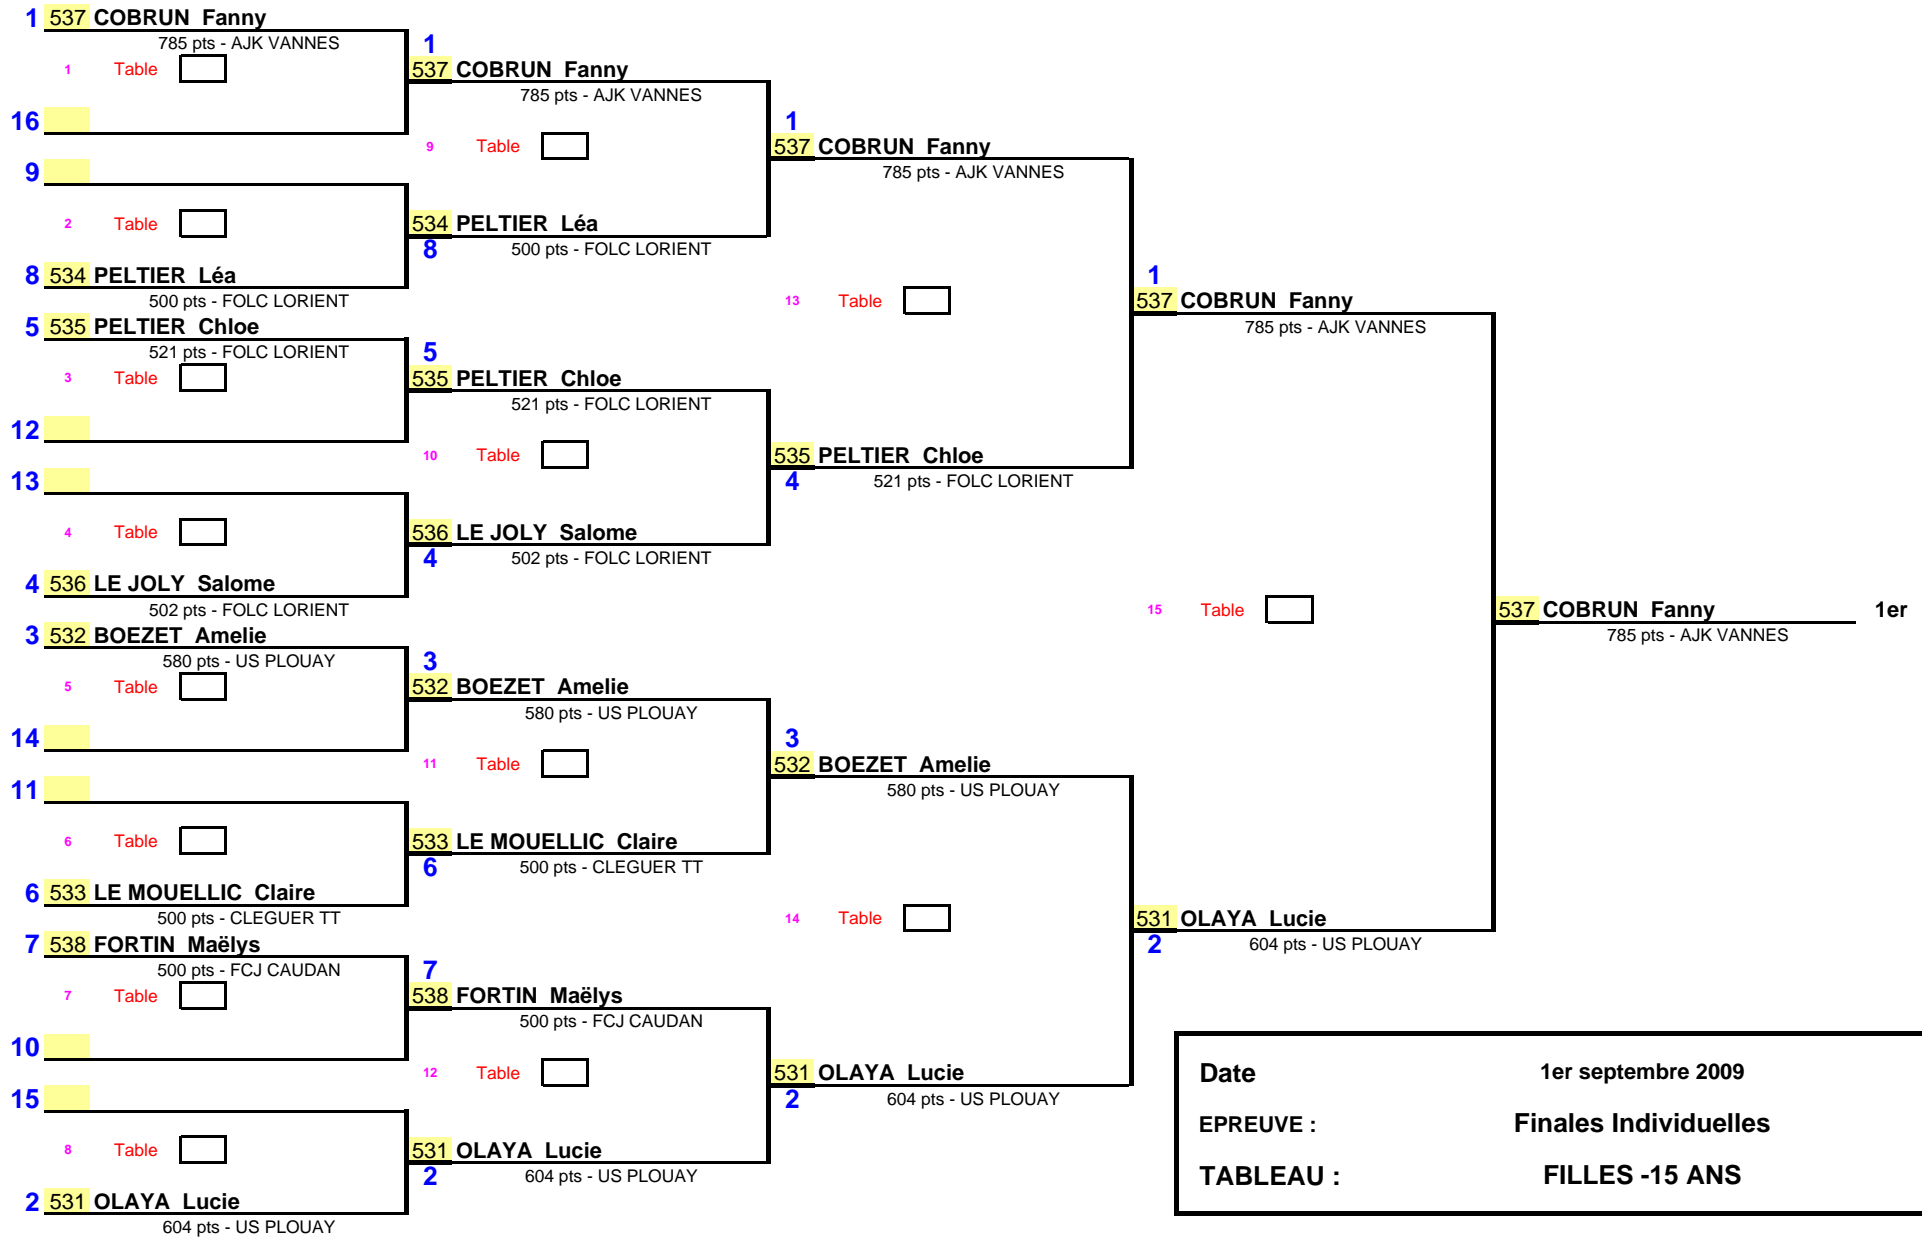 1 537 COBRUN Fanny
785 pts - AJK VANNES
1 Table
16
9
2 Table
8 534 PELTIER Léa
500 pts - FOLC LORIENT
5 535 PELTIER Chloe
521 pts - FOLC LORIENT
3 Table
12
13
4 Table
4 536 LE JOLY Salome
502 pts - FOLC LORIENT
3 532 BOEZET Amelie
580 pts - US PLOUAY
5 Table
14
11
6 Table
6 533 LE MOUELLIC Claire
500 pts - CLEGUER TT
7 538 FORTIN Maëlys
500 pts - FCJ CAUDAN
7 Table
10
15
8 Table
2 531 OLAYA Lucie
604 pts - US PLOUAY
1
537 COBRUN Fanny
785 pts - AJK VANNES
9 Table
534 PELTIER Léa
8
500 pts - FOLC LORIENT
5
535 PELTIER Chloe
521 pts - FOLC LORIENT
10 Table
536 LE JOLY Salome
4
502 pts - FOLC LORIENT
3
532 BOEZET Amelie
580 pts - US PLOUAY
11 Table
533 LE MOUELLIC Claire
6
500 pts - CLEGUER TT
7
538 FORTIN Maëlys
500 pts - FCJ CAUDAN
12 Table
531 OLAYA Lucie
2
604 pts - US PLOUAY
1
537 COBRUN Fanny
785 pts - AJK VANNES
13 Table
535 PELTIER Chloe
4
521 pts - FOLC LORIENT
3
532 BOEZET Amelie
580 pts - US PLOUAY
14 Table
531 OLAYA Lucie
2
604 pts - US PLOUAY
1
537 COBRUN Fanny
785 pts - AJK VANNES
15 Table
531 OLAYA Lucie
2
604 pts - US PLOUAY
537 COBRUN Fanny 1er
785 pts - AJK VANNES
Date 1er septembre 2009
EPREUVE : Finales Individuelles
TABLEAU : FILLES -15 ANS